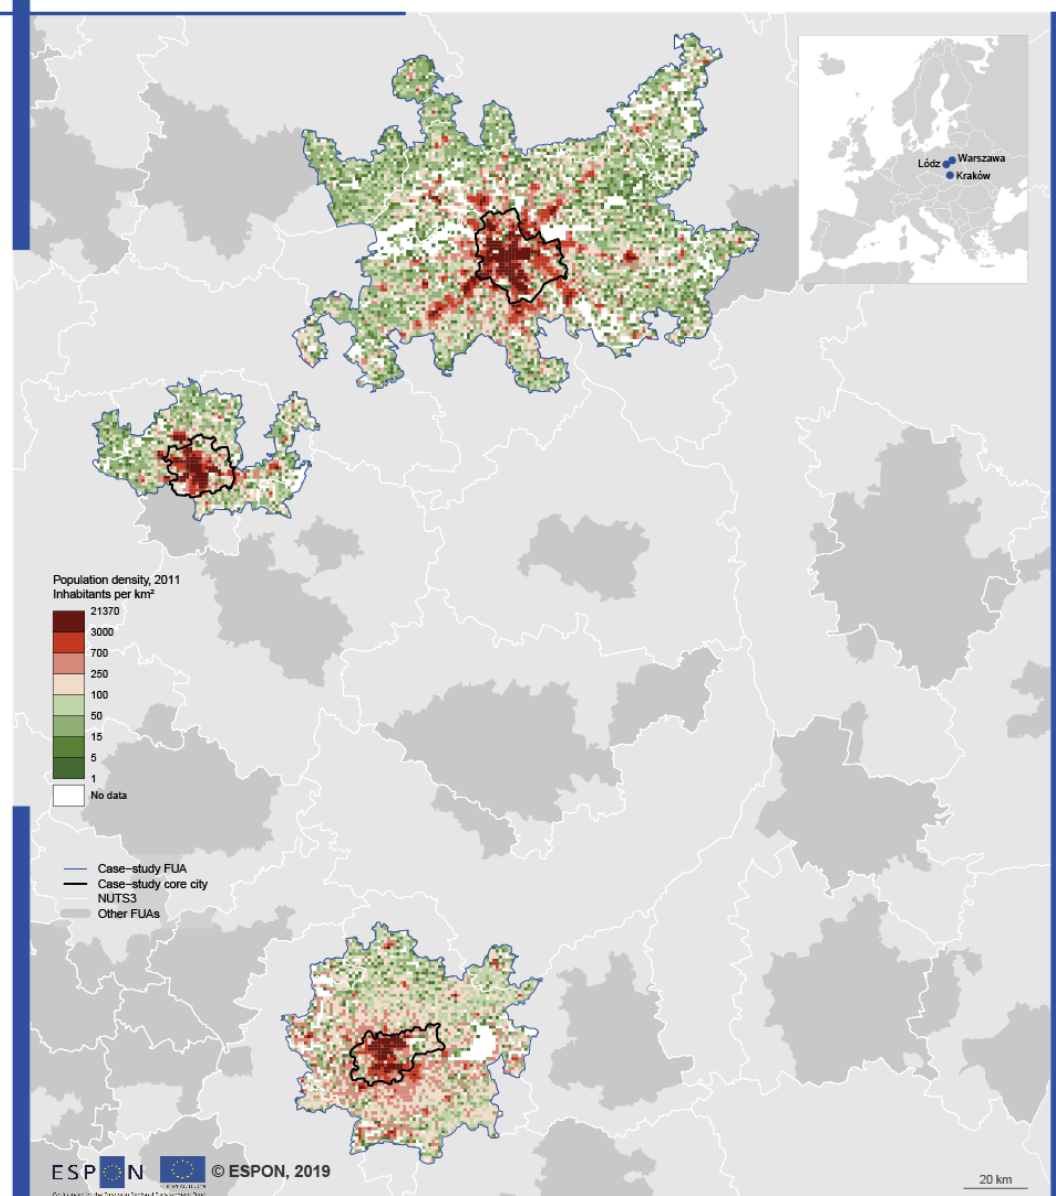 Lódz
Warszawa
Kraków
Population density, 2011
Inhabitants per km²
21370
3000
700
250
100
50
15
5
1
No data
Case–study FUA
Case–study core city
NUTS3
Other FUAs
ESPON
© ESPON, 2019
20 km